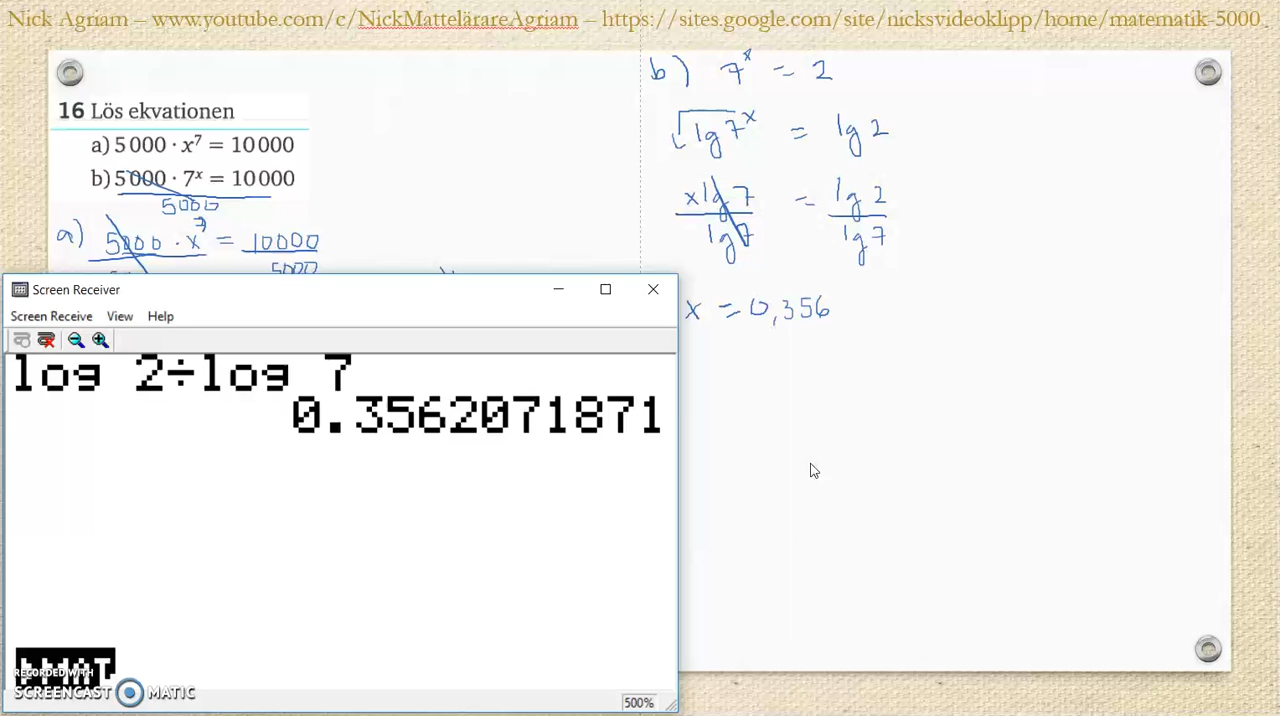 Nick Agriam – www.youtube.com/c/NickMattelärareAgriam – https://sites.google.com/site/nicksvideoklipp/home/matematik-5000
16 Lös ekvationen
a) 5 000 · x⁷ = 10 000
b) 5 000 · 7ˣ = 10 000
5000
a) 5000 · x⁷ = 10000
5000
b) 7ˣ = 2
lg 7ˣ = lg 2
x lg 7 = lg 2
lg 7 lg 7
x = 0,356
Screen Receiver
Screen Receive View Help
log 2÷log 7
0.3562071871
RECORDED WITH
SCREENCAST MATIC
500%